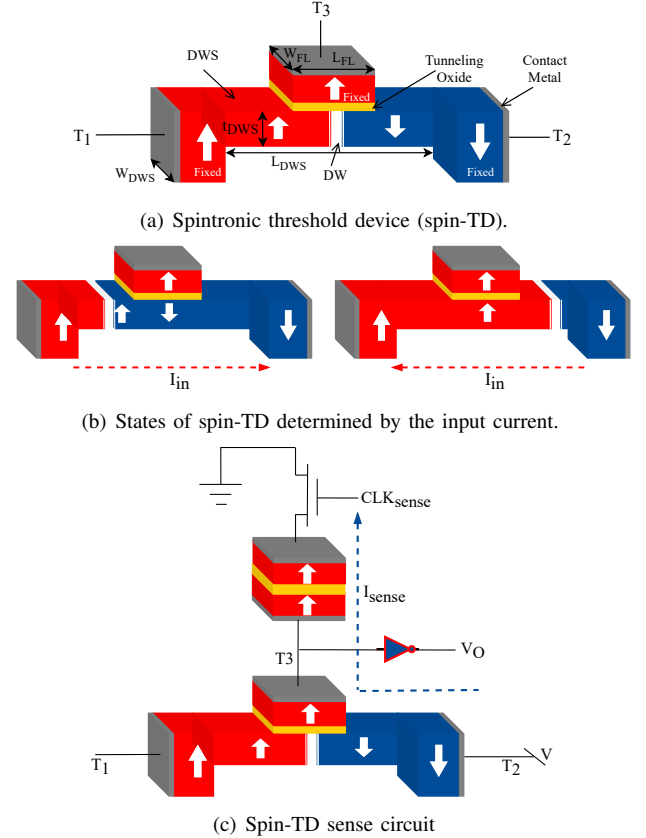 T3
WFL
LFL
DWS
Tunneling
Oxide
Contact
Metal
Fixed
T1
tDWS
T2
LDWS
WDWS
DW
Fixed
Fixed
(a) Spintronic threshold device (spin-TD).
Iin
Iin
(b) States of spin-TD determined by the input current.
CLKsense
Isense
T3
VO
T1
T2
V
(c) Spin-TD sense circuit